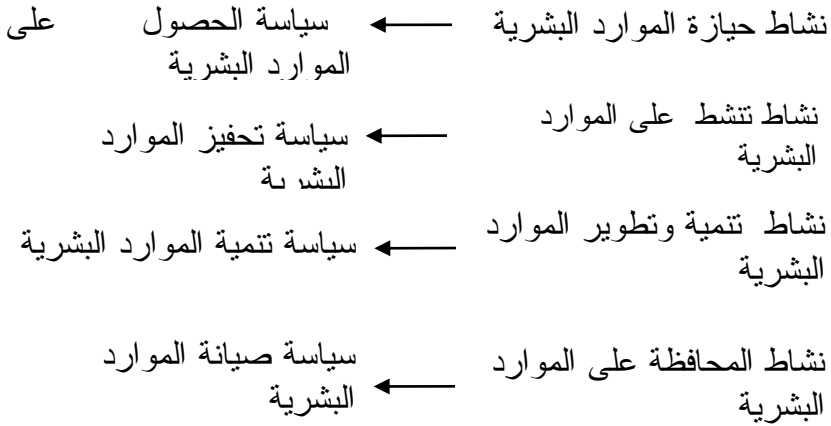 نشاط حيازة الموارد البشرية
سياسة الحصول على
الموارد البشرية
نشاط تنشط على الموارد
البشرية
سياسة تحفيز الموارد
البشرية
نشاط تنمية وتطوير الموارد
البشرية
سياسة تنمية الموارد البشرية
نشاط المحافظة على الموارد
البشرية
سياسة صيانة الموارد
البشرية